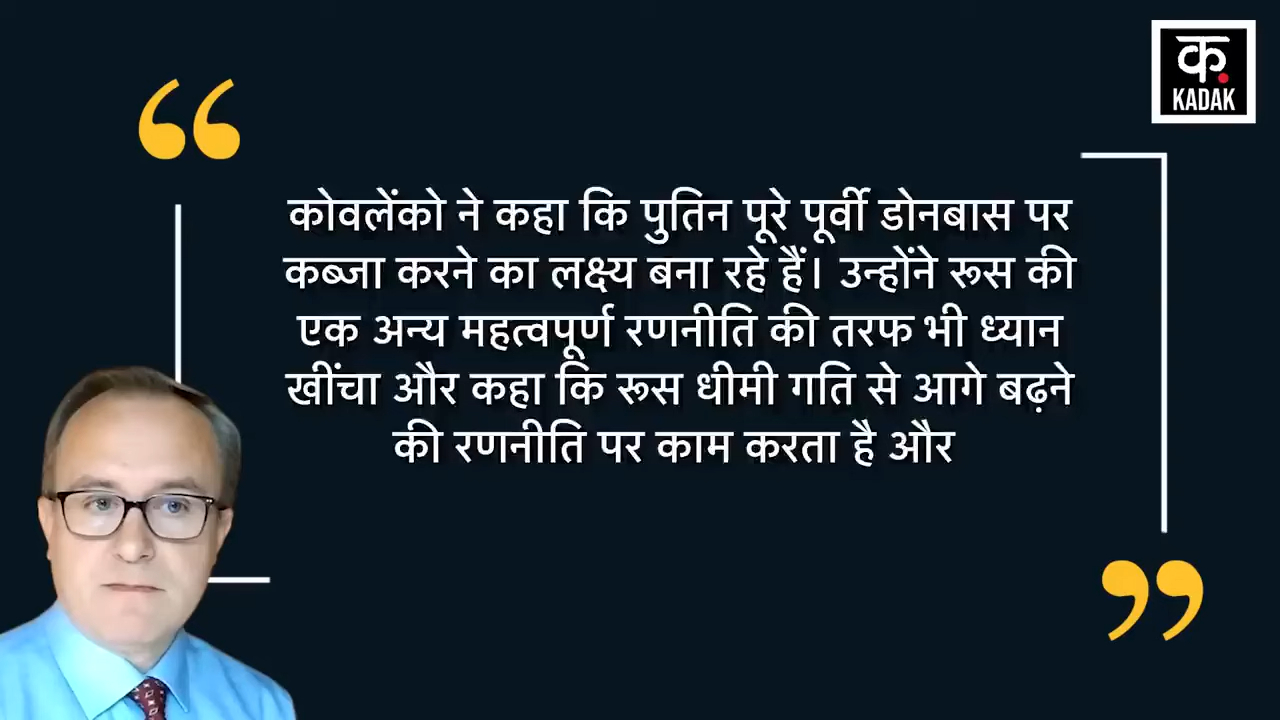 क
KADAK
“
कोवलेंको ने कहा कि पुतिन पूरे पूर्वी डोनबास पर
कब्जा करने का लक्ष्य बना रहे हैं। उन्होंने रूस की
एक अन्य महत्वपूर्ण रणनीति की तरफ भी ध्यान
खींचा और कहा कि रूस धीमी गति से आगे बढ़ने
की रणनीति पर काम करता है और
”